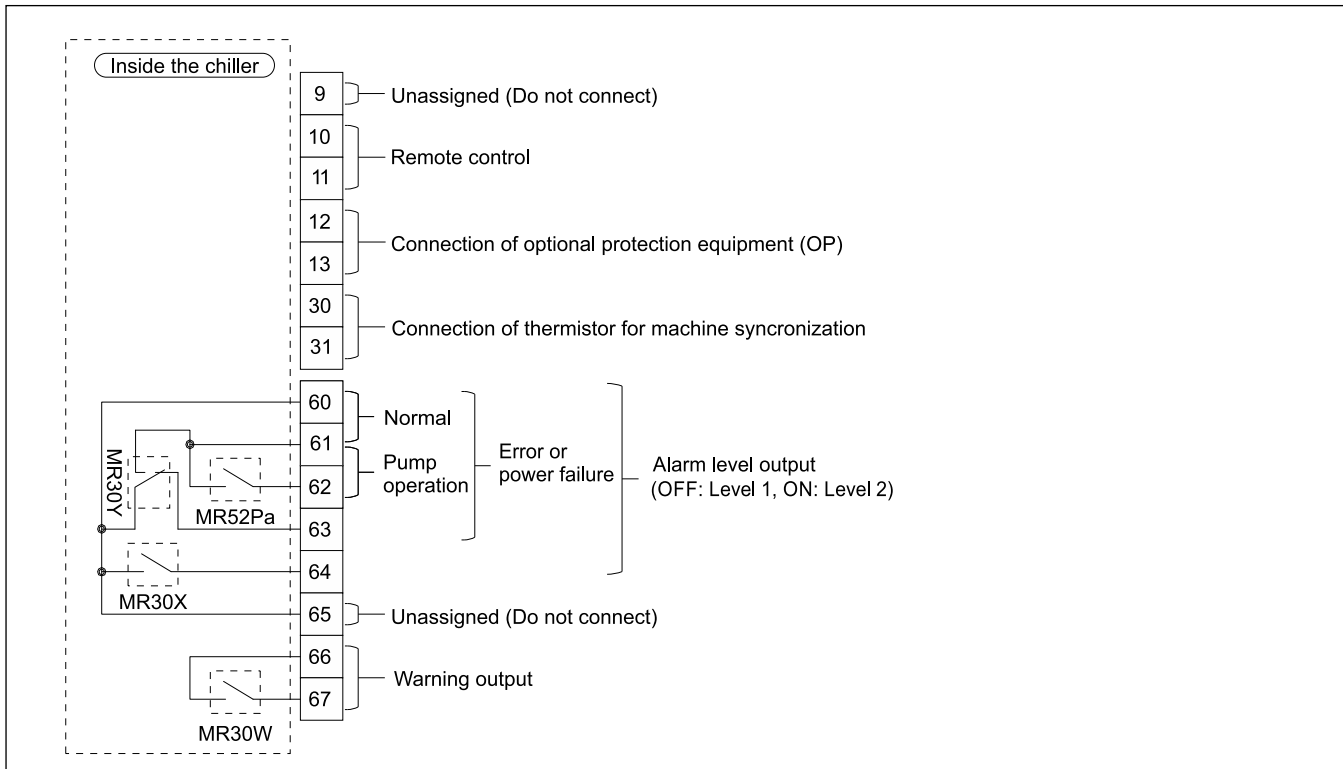 Inside the chiller
9
Unassigned (Do not connect)
10
Remote control
11
12
Connection of optional protection equipment (OP)
13
30
Connection of thermistor for machine syncronization
31
60
Normal
61
Pump
operation
62
Error or
power failure
Alarm level output
(OFF: Level 1, ON: Level 2)
MR30Y
MR52Pa
63
64
MR30X
65
Unassigned (Do not connect)
66
Warning output
67
MR30W